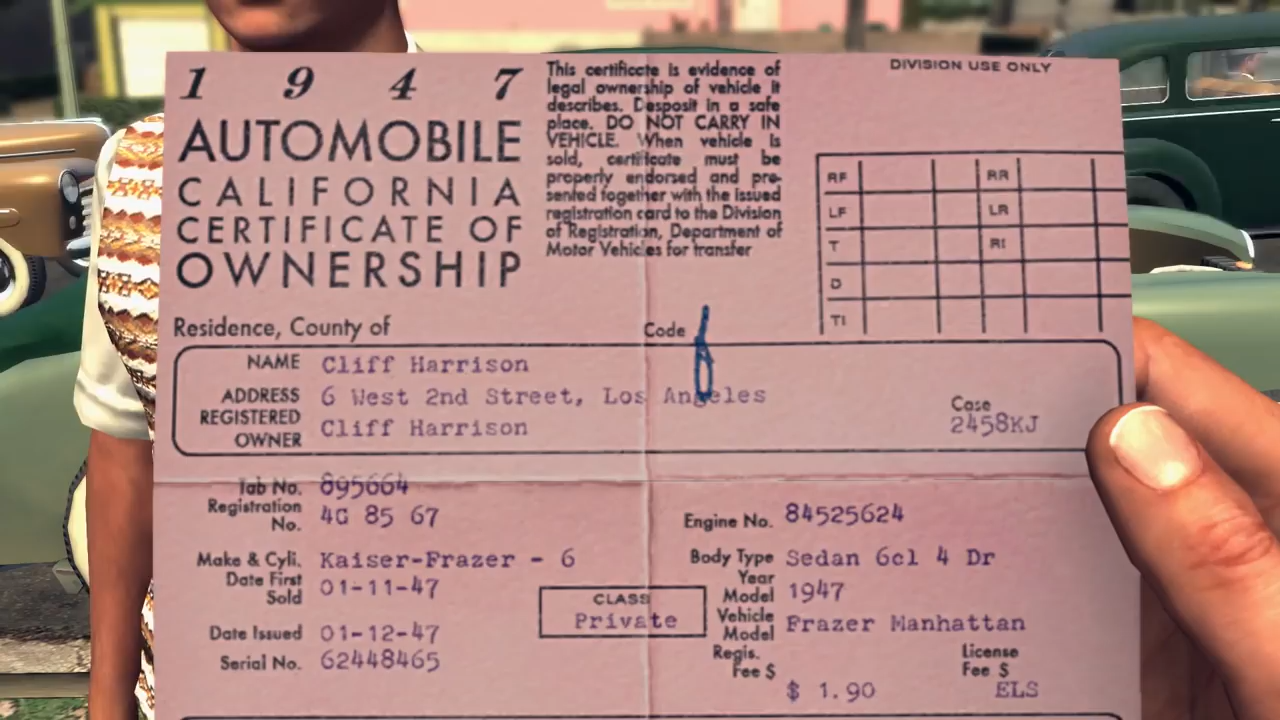 1 9 4 7
AUTOMOBILE
CALIFORNIA
CERTIFICATE OF
OWNERSHIP
This certificate is evidence of
legal ownership of vehicle it
describes. Desposit in a safe
place. DO NOT CARRY IN
VEHICLE. When vehicle is
sold, certificate must be
properly endorsed and pre-
sented together with the issued
registration card to the Division
of Registration, Department of
Motor Vehicles for transfer
DIVISION USE ONLY
RF RR
LF LR
T RI
D
TI
Residence, County of
Code
NAME Cliff Harrison
ADDRESS 6 West 2nd Street, Los Angeles
REGISTERED
OWNER Cliff Harrison
Case
2458KJ
Tab No. 895664
Registration
No. 4G 85 67
Engine No. 84525624
Make & Cyli. Kaiser-Frazer - 6
Body Type Sedan 6cl 4 Dr
Date First
Sold 01-11-47
Year
Model 1947
CLASS
Private
Vehicle
Model Frazer Manhattan
Date Issued 01-12-47
Serial No. 62448465
Regis.
Fee $
$ 1.90
License
Fee $
ELS